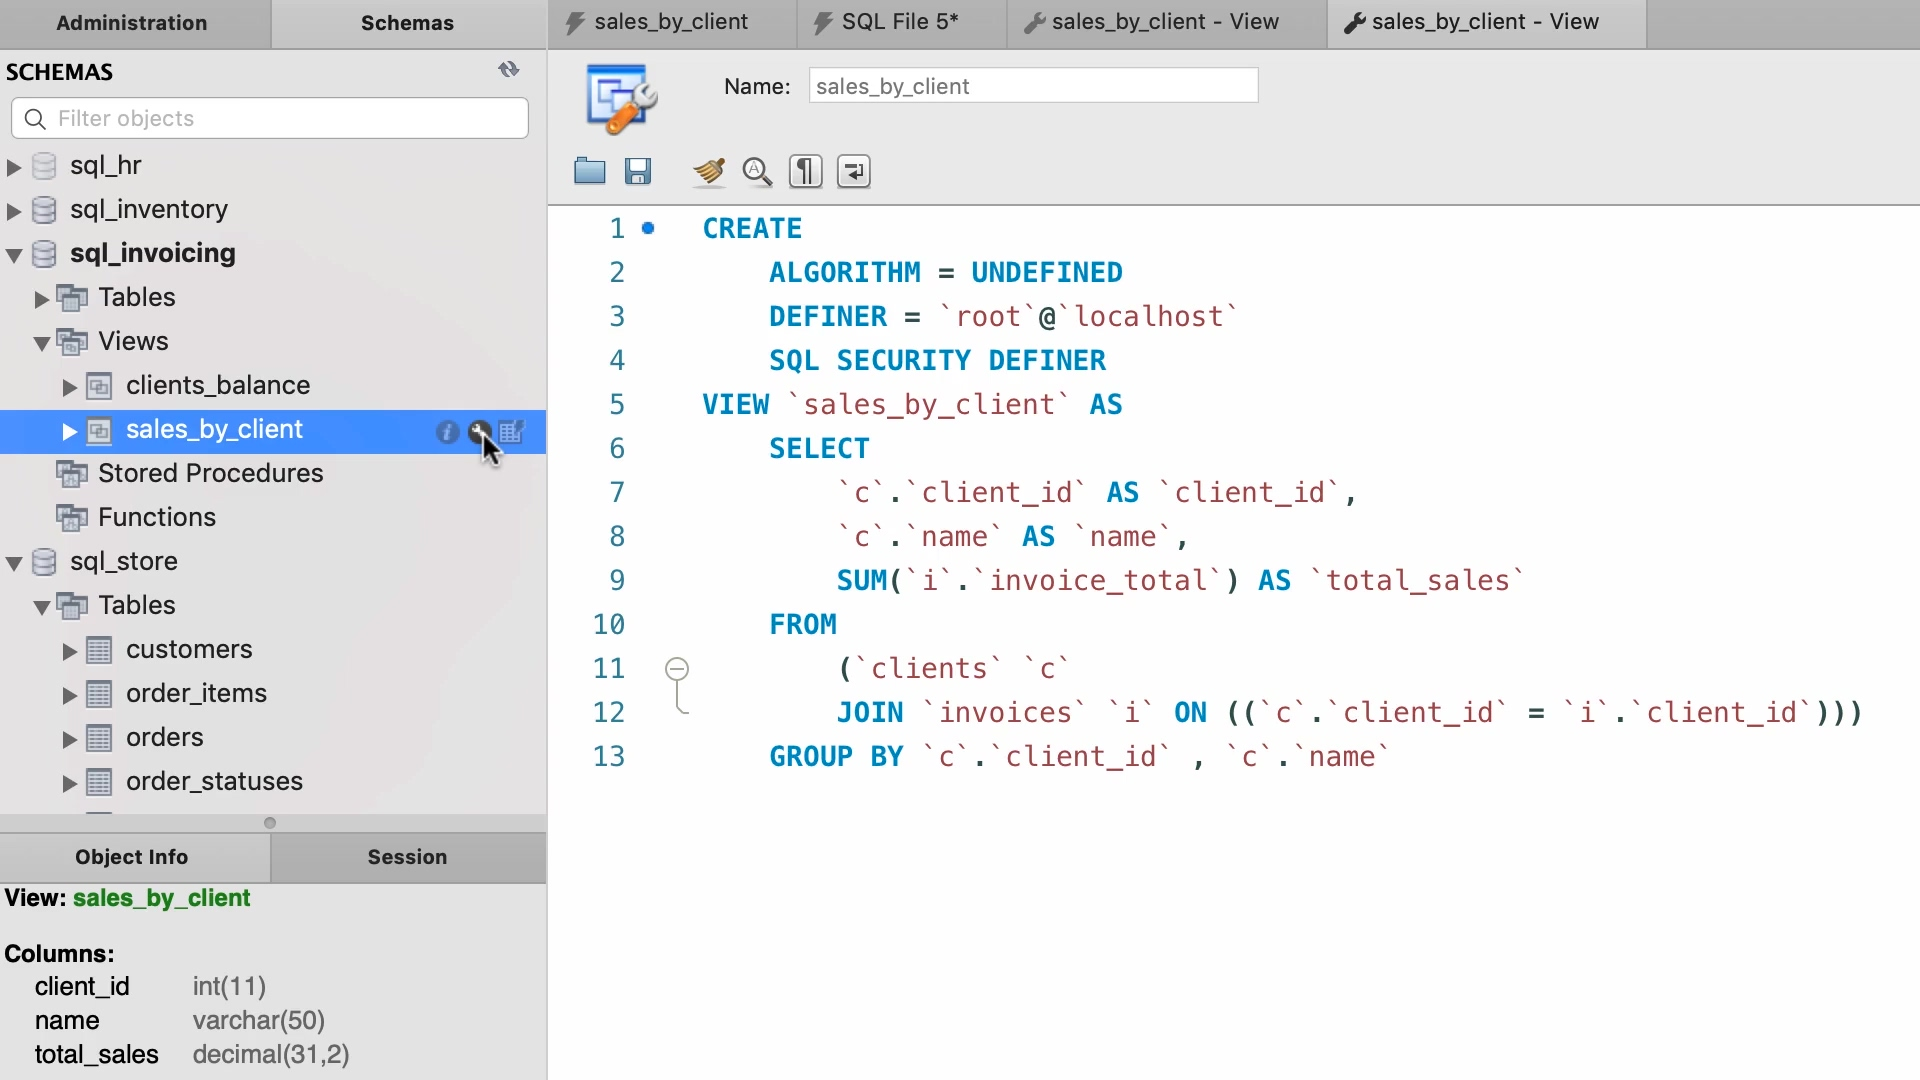 Administration
Schemas
sales_by_client
SQL File 5*
sales_by_client - View
sales_by_client - View
SCHEMAS
Filter objects
sql_hr
sql_inventory
sql_invoicing
Tables
Views
clients_balance
sales_by_client
Stored Procedures
Functions
sql_store
Tables
customers
order_items
orders
order_statuses
Object Info
Session
View: sales_by_client
Columns:
client_id int(11)
name varchar(50)
total_sales decimal(31,2)
Name: sales_by_client
1 CREATE
2 ALGORITHM = UNDEFINED
3 DEFINER = `root`@`localhost`
4 SQL SECURITY DEFINER
5 VIEW `sales_by_client` AS
6 SELECT
7 `c`.`client_id` AS `client_id`,
8 `c`.`name` AS `name`,
9 SUM(`i`.`invoice_total`) AS `total_sales`
10 FROM
11 (`clients` `c`
12 JOIN `invoices` `i` ON ((`c`.`client_id` = `i`.`client_id`)))
13 GROUP BY `c`.`client_id` , `c`.`name`